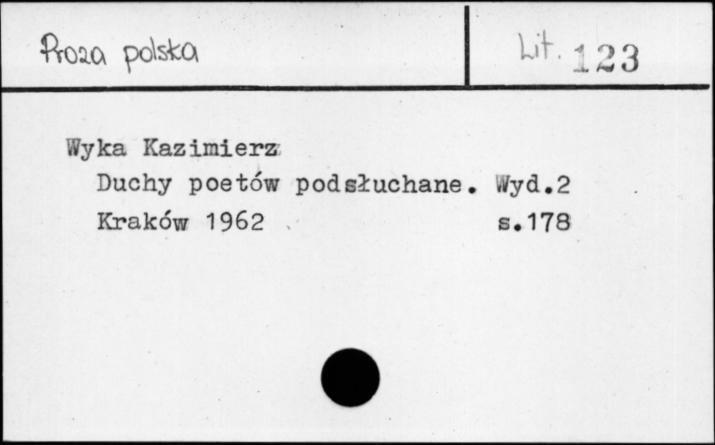 Proza polska
Lit. 123
Wyka Kazimierz
Duchy poetów podsłuchane. Wyd.2
Kraków 1962 s.178